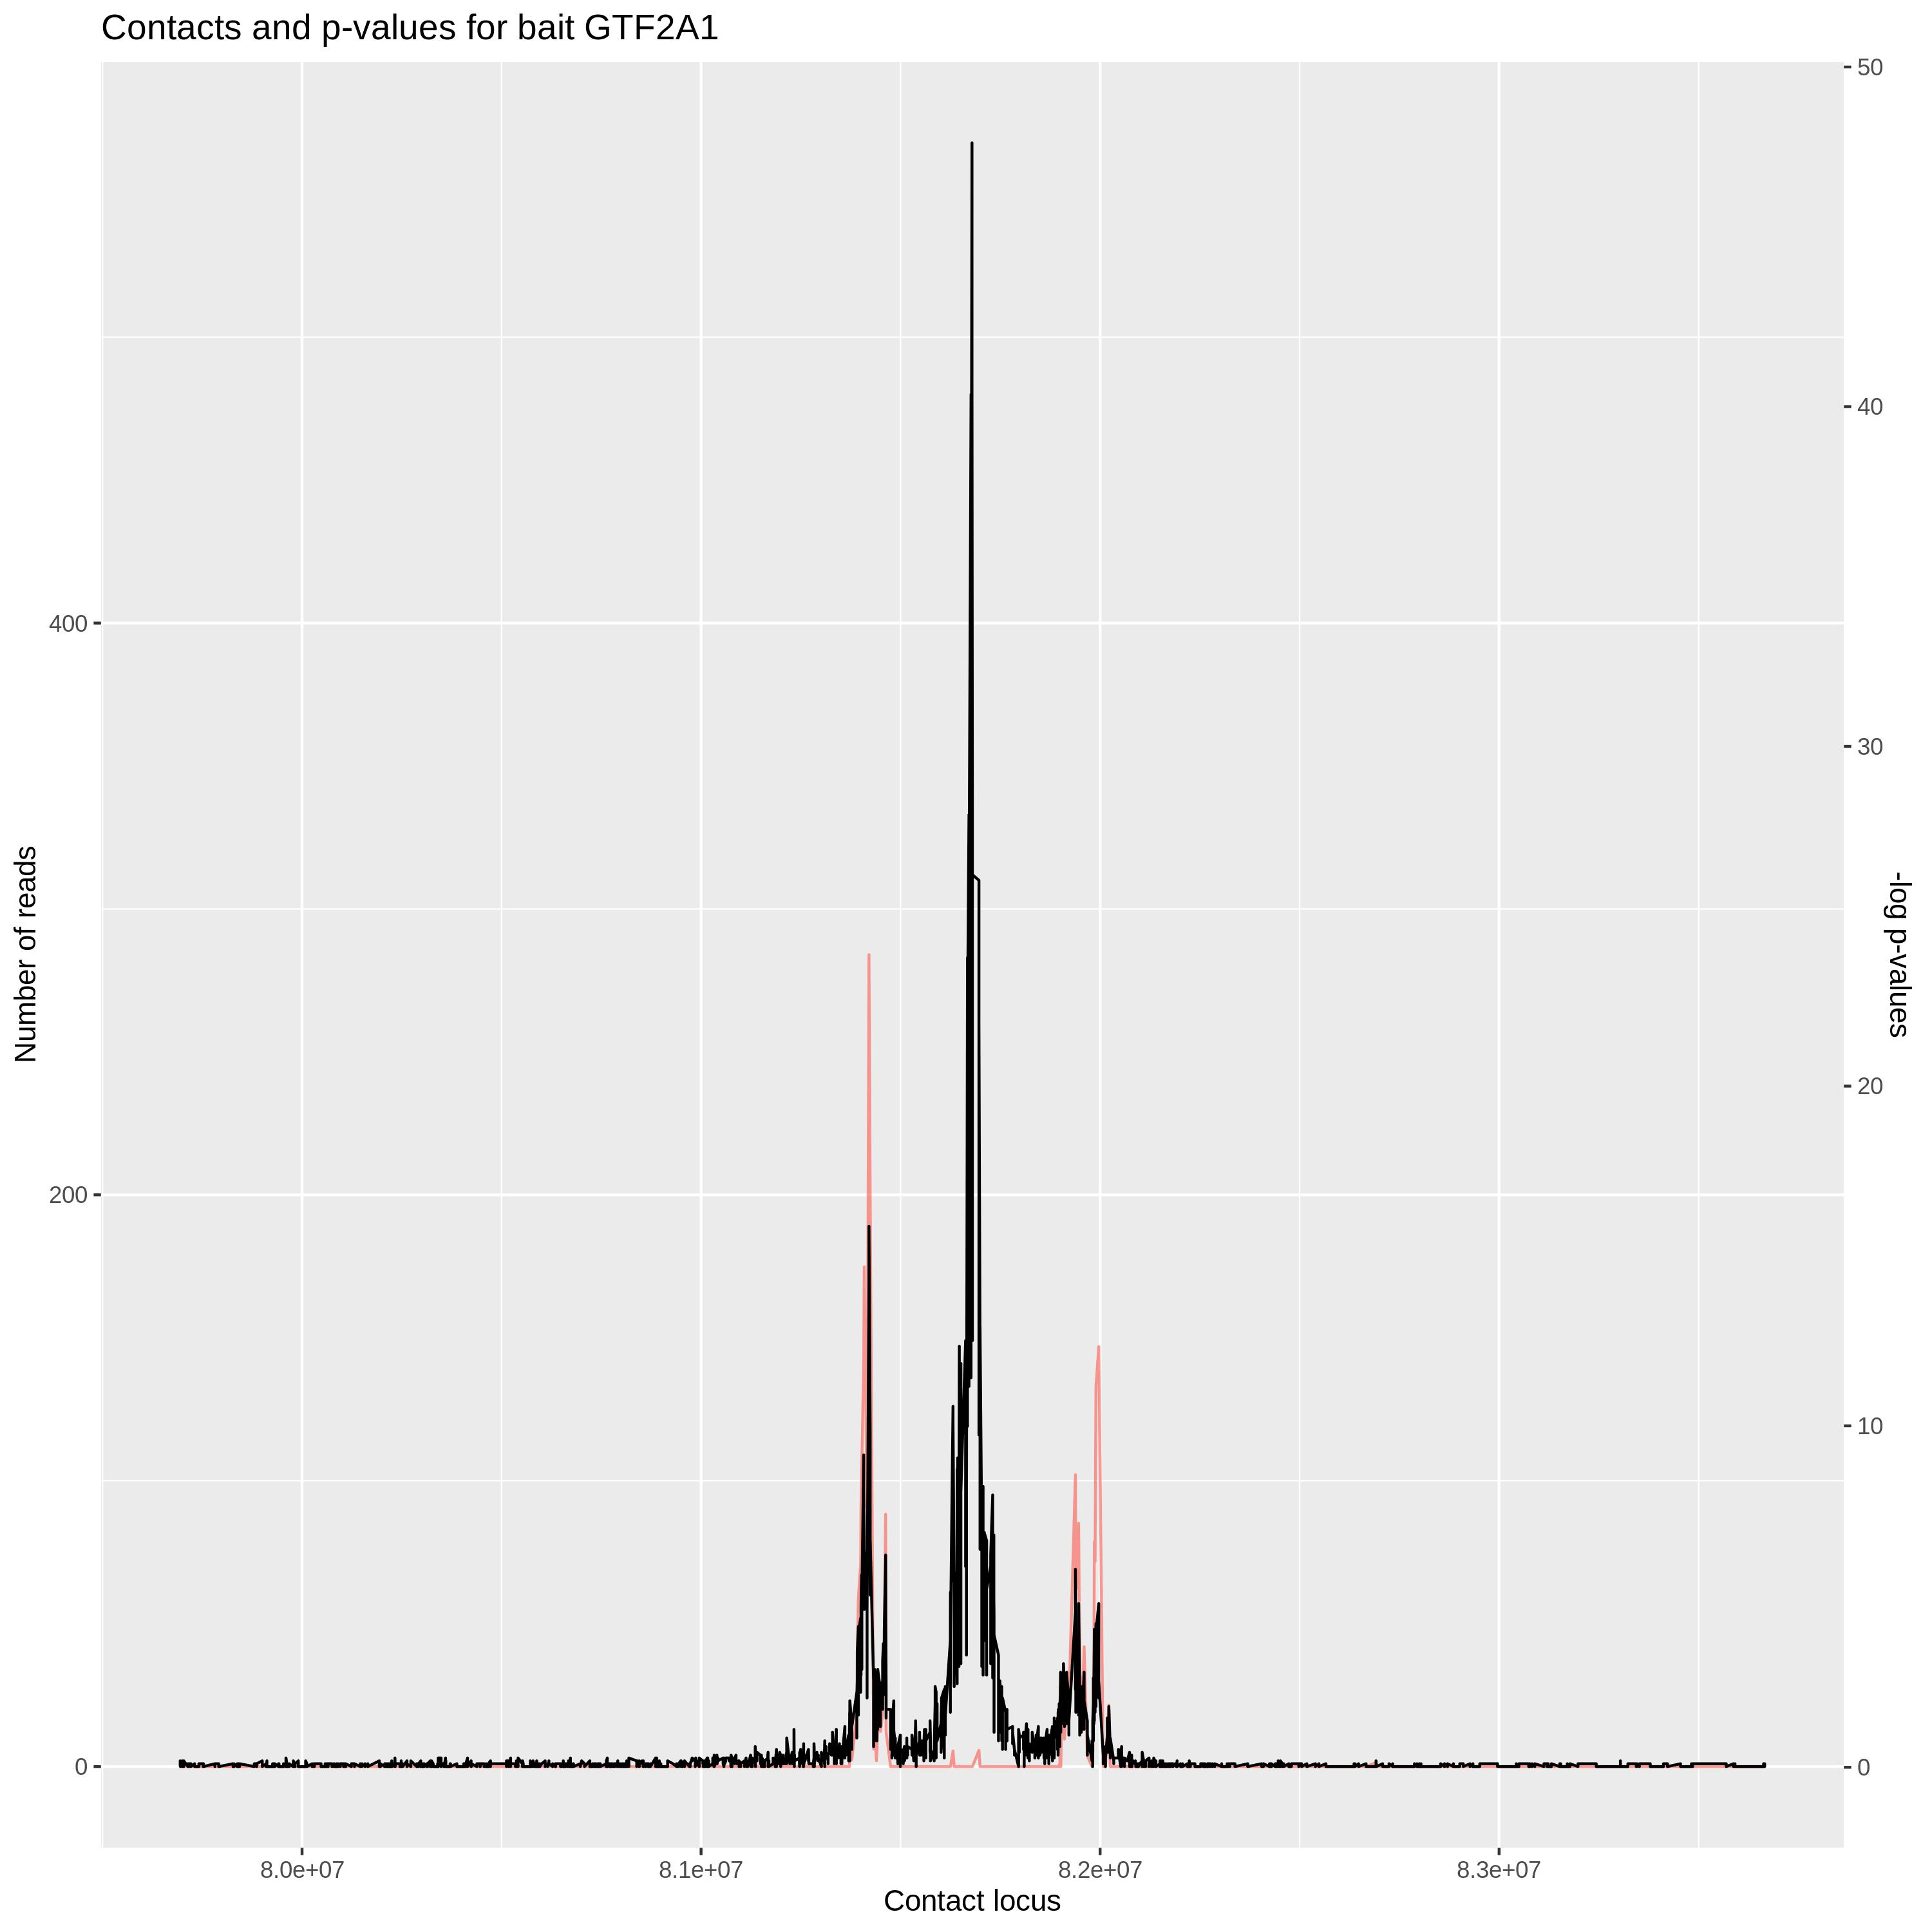 Contacts and p-values for bait GTF2A1
50
40
400
30
Number of reads
-log p-values
20
200
10
0
0
8.0e+07
8.1e+07
8.2e+07
8.3e+07
Contact locus